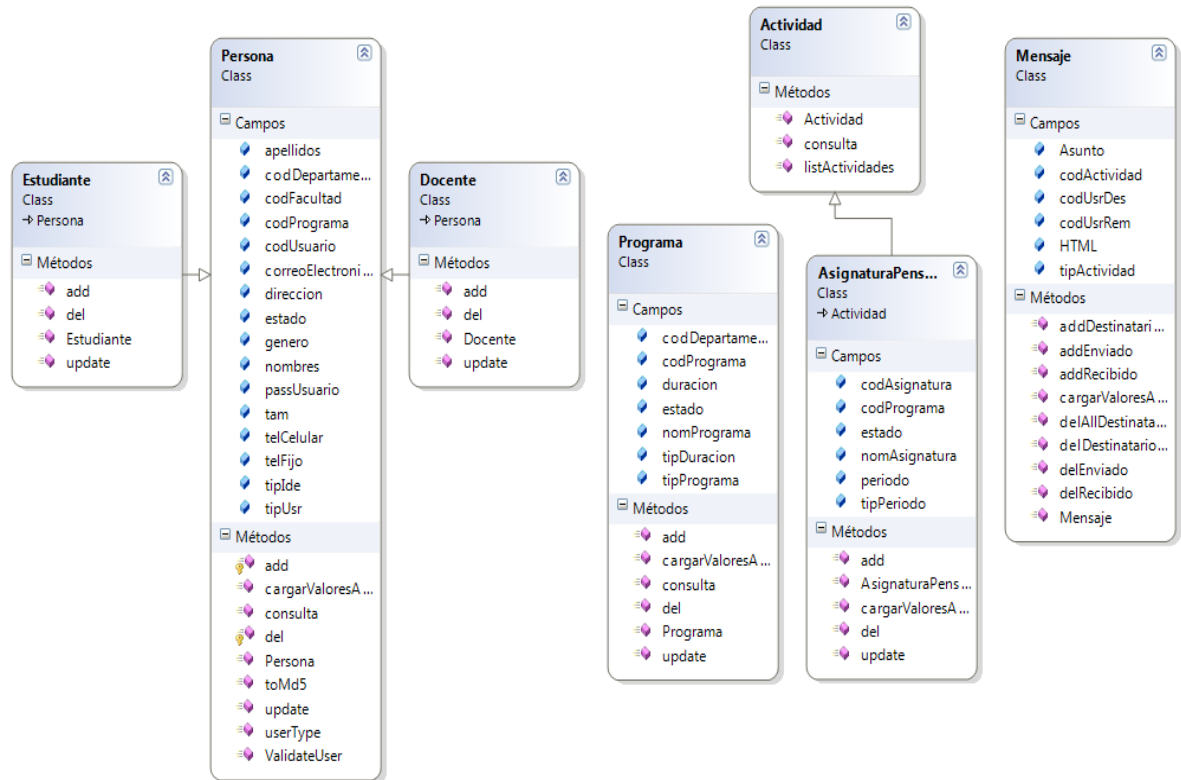 Estudiante
Class
Persona
Métodos
add
del
Estudiante
update
Persona
Class
Campos
apellidos
codDepartame...
codFacultad
codPrograma
codUsuario
correoElectroni...
direccion
estado
genero
nombres
passUsuario
tam
telCelular
telFijo
tipIde
tipUsr
Métodos
add
cargarValoresA...
consulta
del
Persona
toMd5
update
userType
ValidateUser
Docente
Class
Persona
Métodos
add
del
Docente
update
Programa
Class
Campos
codDepartame...
codPrograma
duracion
estado
nomPrograma
tipDuracion
tipPrograma
Métodos
add
cargarValoresA...
consulta
del
Programa
update
Actividad
Class
Métodos
Actividad
consulta
listActividades
AsignaturaPens...
Class
Actividad
Campos
codAsignatura
codPrograma
estado
nomAsignatura
periodo
tipPeriodo
Métodos
add
AsignaturaPens...
cargarValoresA...
del
update
Mensaje
Class
Campos
Asunto
codActividad
codUsrDes
codUsrRem
HTML
tipActividad
Métodos
addDestinatari...
addEnviado
addRecibido
cargarValoresA...
delAllDestinata...
delDestinatario...
delEnviado
delRecibido
Mensaje